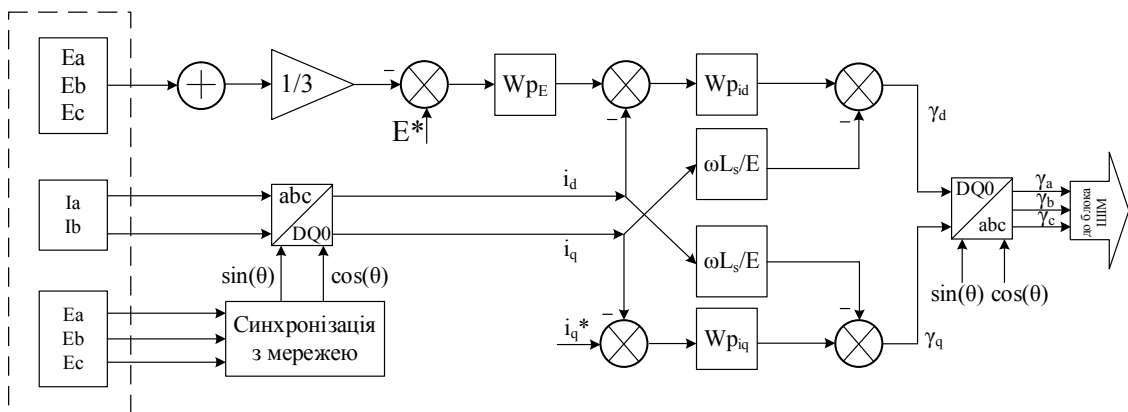 Ea
Eb
Ec
1/3
−
E*
Wp_E
−
Wp_id
−
γ_d
ωL_s/E
Ia
Ib
abc
DQ0
i_d
i_q
DQ0
abc
γ_a
γ_b
γ_c
до блока
ШІМ
sin(θ)
cos(θ)
ωL_s/E
sin(θ)
cos(θ)
Ea
Eb
Ec
Синхронізація
з мережею
i_q*
−
Wp_iq
−
γ_q